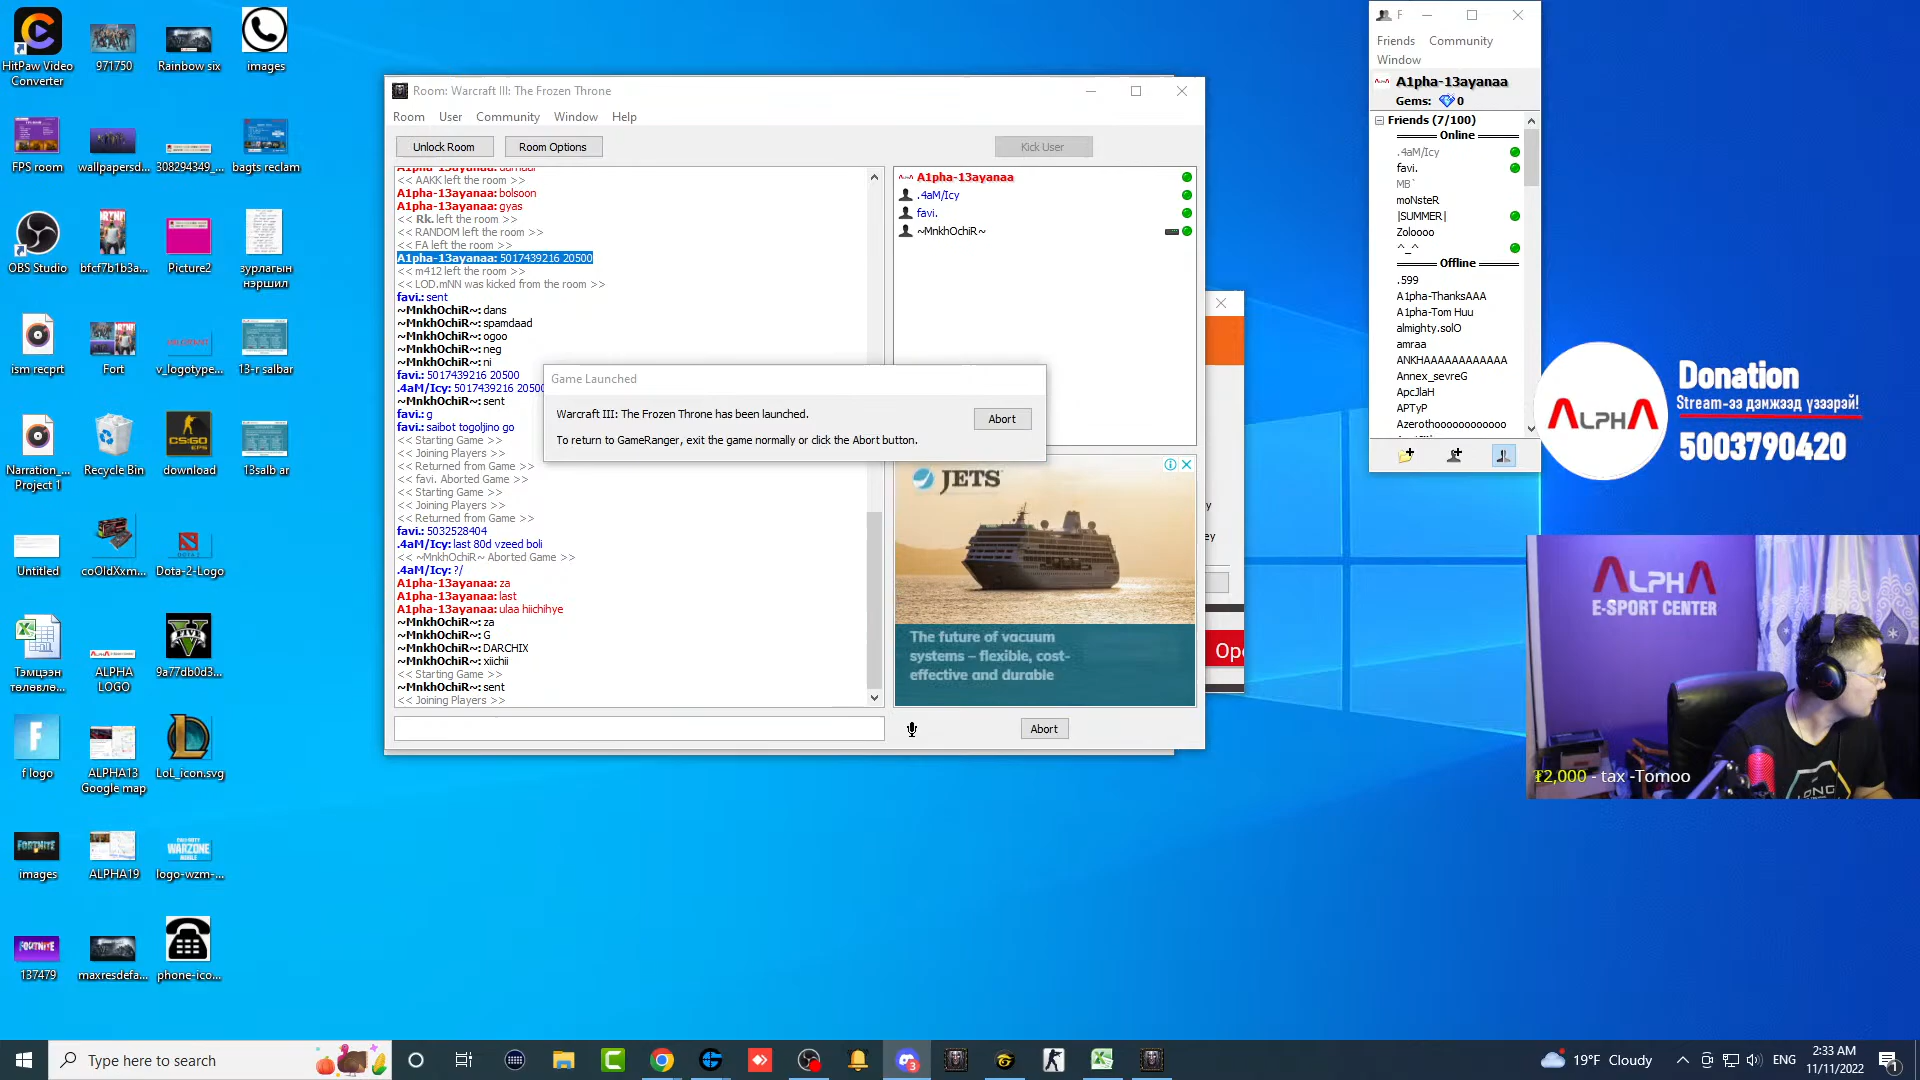 HitPaw Video
Converter
971750
Rainbow six
images
FPS room
wallpapersd...
308294349_...
bagts reclam
OBS Studio
bfcf7b1b3a...
Picture2
зурлагын
нэршил
ism recprt
Fort
v_logotype...
13-r salbar
Narration_...
Project 1
Recycle Bin
download
13salb ar
Untitled
coOldXxm...
Dota-2-Logo
Тэмцээн
төлөвлө...
ALPHA
LOGO
9a77db0d3...
f logo
ALPHA13
Google map
LoL_icon.svg
images
ALPHA19
logo-wzm-...
137479
maxresdefa...
phone-ico...
Room: Warcraft III: The Frozen Throne
Room User Community Window Help
Unlock Room
Room Options
Kick User
<< AAKK left the room >>
A1pha-13ayanaa: bolsoon
A1pha-13ayanaa: gyas
<< Rk. left the room >>
<< RANDOM left the room >>
<< FA left the room >>
A1pha-13ayanaa: 5017439216 20500
<< m412 left the room >>
<< LOD.mNN was kicked from the room >>
favi.: sent
~MnkhOchiR~: dans
~MnkhOchiR~: spamdaad
~MnkhOchiR~: ogoo
~MnkhOchiR~: neg
~MnkhOchiR~: ni
favi.: 5017439216 20500
.4aM/Icy: 5017439216 20500
~MnkhOchiR~: sent
favi.: g
favi.: saibot togoljino go
<< Starting Game >>
<< Joining Players >>
<< Returned from Game >>
<< favi. Aborted Game >>
<< Starting Game >>
<< Joining Players >>
<< Returned from Game >>
favi.: 5032528404
.4aM/Icy: last 80d vzeed boli
<< ~MnkhOchiR~ Aborted Game >>
.4aM/Icy: ?/
A1pha-13ayanaa: za
A1pha-13ayanaa: last
A1pha-13ayanaa: ulaa hiichihye
~MnkhOchiR~: za
~MnkhOchiR~: G
~MnkhOchiR~: DARCHIX
~MnkhOchiR~: xiichii
<< Starting Game >>
~MnkhOchiR~: sent
<< Joining Players >>
A1pha-13ayanaa
.4aM/Icy
favi.
~MnkhOchiR~
Game Launched
Warcraft III: The Frozen Throne has been launched.
To return to GameRanger, exit the game normally or click the Abort button.
Abort
JETS
The future of vacuum
systems – flexible, cost-
effective and durable
Abort
y
ey
Ope
F
Friends Community
Window
A1pha-13ayanaa
Gems: 0
Friends (7/100)
Online
.4aM/Icy
favi.
MB`
moNsteR
|SUMMER|
Zoloooo
^_^
Offline
.599
A1pha-ThanksAAA
A1pha-Tom Huu
almighty.solO
amraa
ANKHAAAAAAAAAAAA
Annex_sevreG
ApcJlaH
APTyP
Azerothooooooooooo
ALPHA
Donation
Stream-ээ дэмжээд үзээрэй!
5003790420
ALPHA
E-SPORT CENTER
₮2,000 - tax -Tomoo
Type here to search
3
19°F Cloudy
ENG
2:33 AM
11/11/2022
1